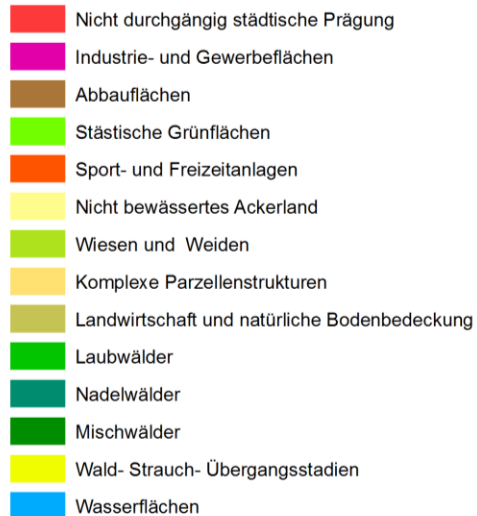 Nicht durchgängig städtische Prägung
Industrie- und Gewerbeflächen
Abbauflächen
Stästische Grünflächen
Sport- und Freizeitanlagen
Nicht bewässertes Ackerland
Wiesen und  Weiden
Komplexe Parzellenstrukturen
Landwirtschaft und natürliche Bodenbedeckung
Laubwälder
Nadelwälder
Mischwälder
Wald- Strauch- Übergangsstadien
Wasserflächen